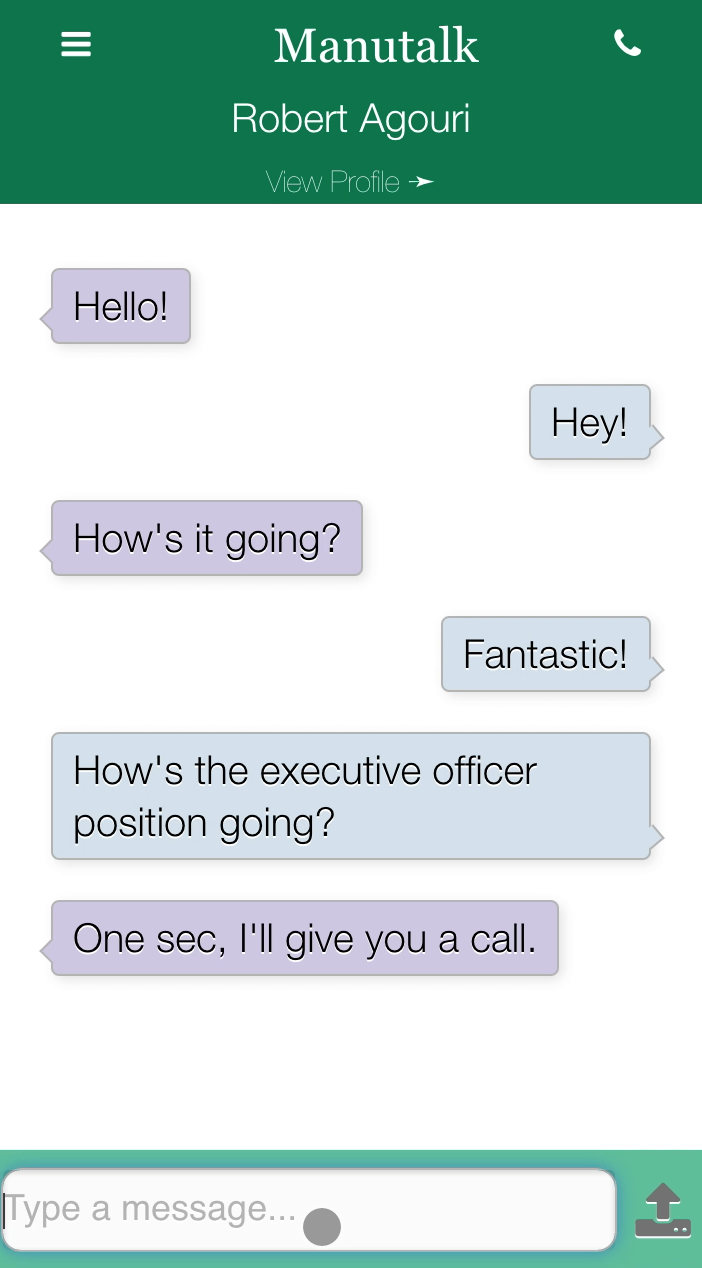 Manutalk
Robert Agouri
View Profile
Hello!
Hey!
How's it going?
Fantastic!
How's the executive officer
position going?
One sec, I'll give you a call.
Type a message...